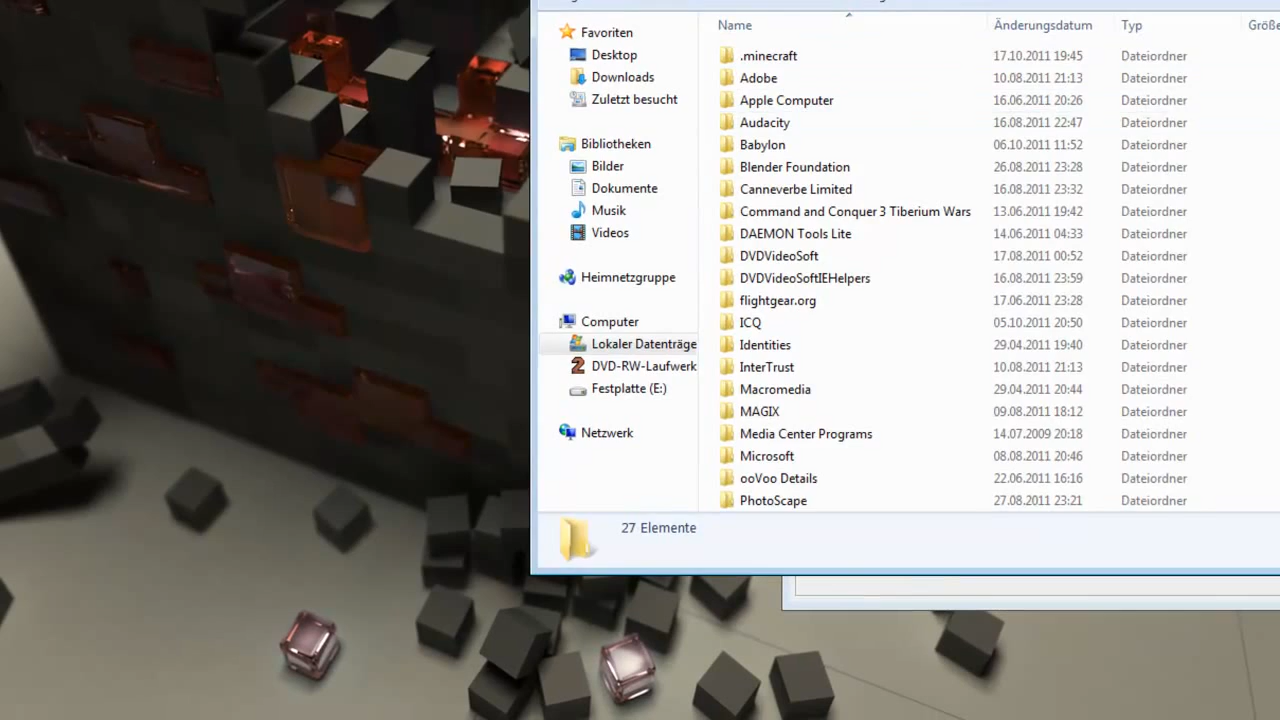 Name Änderungsdatum Typ Größe
Favoriten
Desktop
Downloads
Zuletzt besucht
Bibliotheken
Bilder
Dokumente
Musik
Videos
Heimnetzgruppe
Computer
Lokaler Datenträge
DVD-RW-Laufwerk
Festplatte (E:)
Netzwerk
.minecraft 17.10.2011 19:45 Dateiordner
Adobe 10.08.2011 21:13 Dateiordner
Apple Computer 16.06.2011 20:26 Dateiordner
Audacity 16.08.2011 22:47 Dateiordner
Babylon 06.10.2011 11:52 Dateiordner
Blender Foundation 26.08.2011 23:28 Dateiordner
Canneverbe Limited 16.08.2011 23:32 Dateiordner
Command and Conquer 3 Tiberium Wars 13.06.2011 19:42 Dateiordner
DAEMON Tools Lite 14.06.2011 04:33 Dateiordner
DVDVideoSoft 17.08.2011 00:52 Dateiordner
DVDVideoSoftIEHelpers 16.08.2011 23:59 Dateiordner
flightgear.org 17.06.2011 23:28 Dateiordner
ICQ 05.10.2011 20:50 Dateiordner
Identities 29.04.2011 19:40 Dateiordner
InterTrust 10.08.2011 21:13 Dateiordner
Macromedia 29.04.2011 20:44 Dateiordner
MAGIX 09.08.2011 18:12 Dateiordner
Media Center Programs 14.07.2009 20:18 Dateiordner
Microsoft 08.08.2011 20:46 Dateiordner
ooVoo Details 22.06.2011 16:16 Dateiordner
PhotoScape 27.08.2011 23:21 Dateiordner
27 Elemente